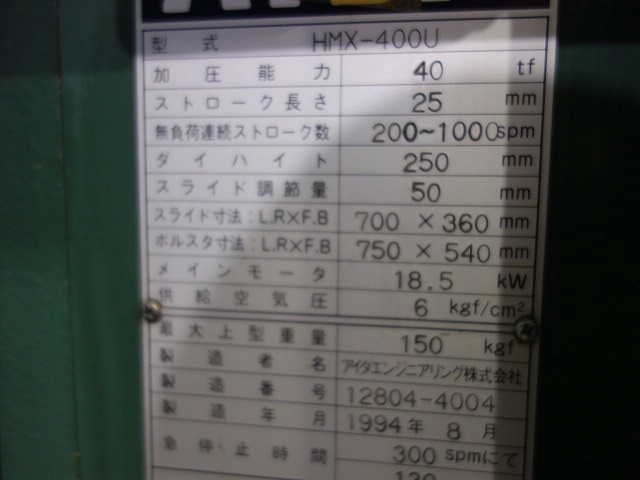 型式 HMX-400U
加圧能力 40 tf
ストローク長さ 25 mm
無負荷連続ストローク数 200~1000spm
ダイハイト 250 mm
スライド調節量 50 mm
スライド寸法:L.R×F.B 700 × 360 mm
ボルスタ寸法:L.R×F.B 750 × 540 mm
メインモータ 18.5 kW
供給空気圧 6 kgf/cm²
最大上型重量 150 kgf
製造者名 アイダエンジニアリング株式会社
製造番号 12804-4004
製造年月 1994年 8月
急停止時間 300 spmにて